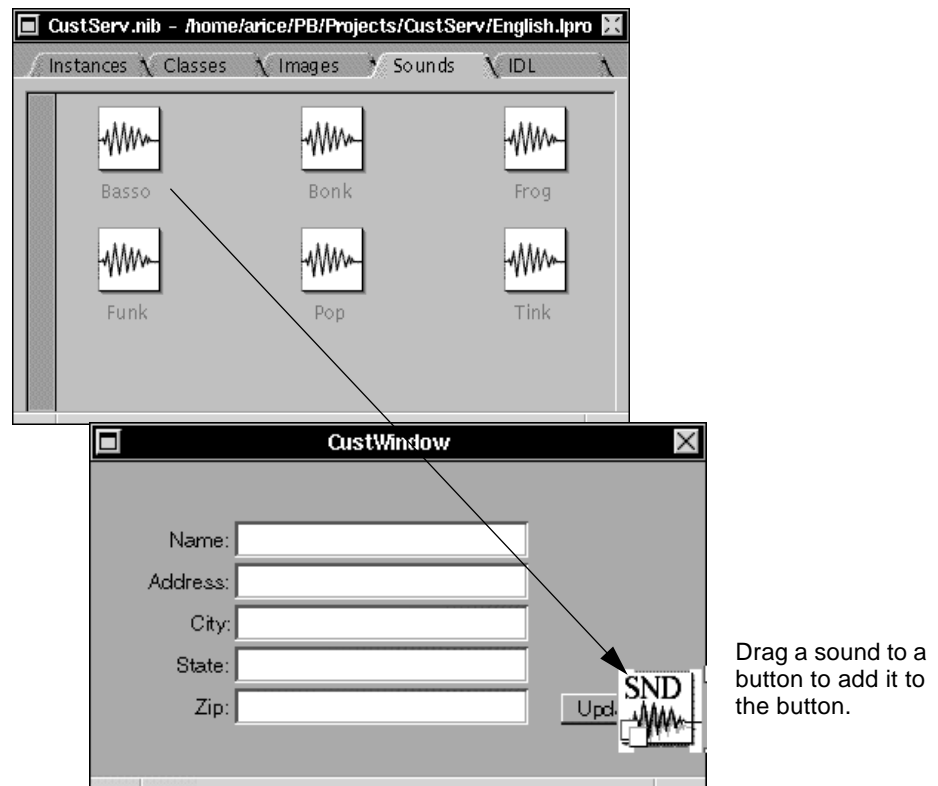 CustServ.nib – /home/arice/PB/Projects/CustServ/English.lpro
Instances Classes Images Sounds IDL
Basso Bonk Frog
Funk Pop Tink
CustWindow
Name:
Address:
City:
State:
Zip:
Upd
SND
Drag a sound to a
button to add it to
the button.